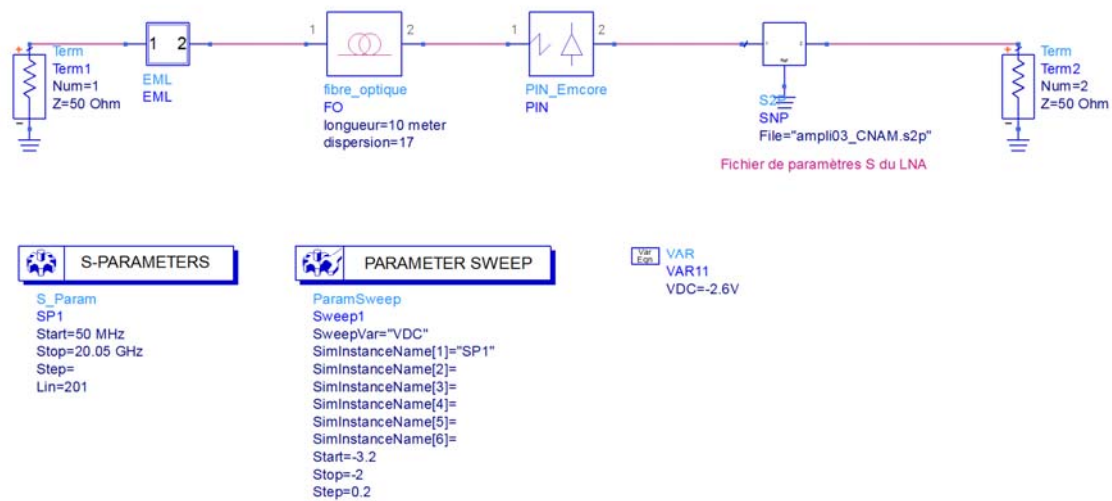 1 2
1 2
1 2
Term
Term1
Num=1
Z=50 Ohm
EML
EML
fibre_optique
FO
longueur=10 meter
dispersion=17
PIN_Emcore
PIN
S2P
SNP
File="ampli03_CNAM.s2p"
Term
Term2
Num=2
Z=50 Ohm
Fichier de paramètres S du LNA
S-PARAMETERS
S_Param
SP1
Start=50 MHz
Stop=20.05 GHz
Step=
Lin=201
PARAMETER SWEEP
ParamSweep
Sweep1
SweepVar="VDC"
SimInstanceName[1]="SP1"
SimInstanceName[2]=
SimInstanceName[3]=
SimInstanceName[4]=
SimInstanceName[5]=
SimInstanceName[6]=
Start=-3.2
Stop=-2
Step=0.2
Var
Eqn
VAR
VAR11
VDC=-2.6V